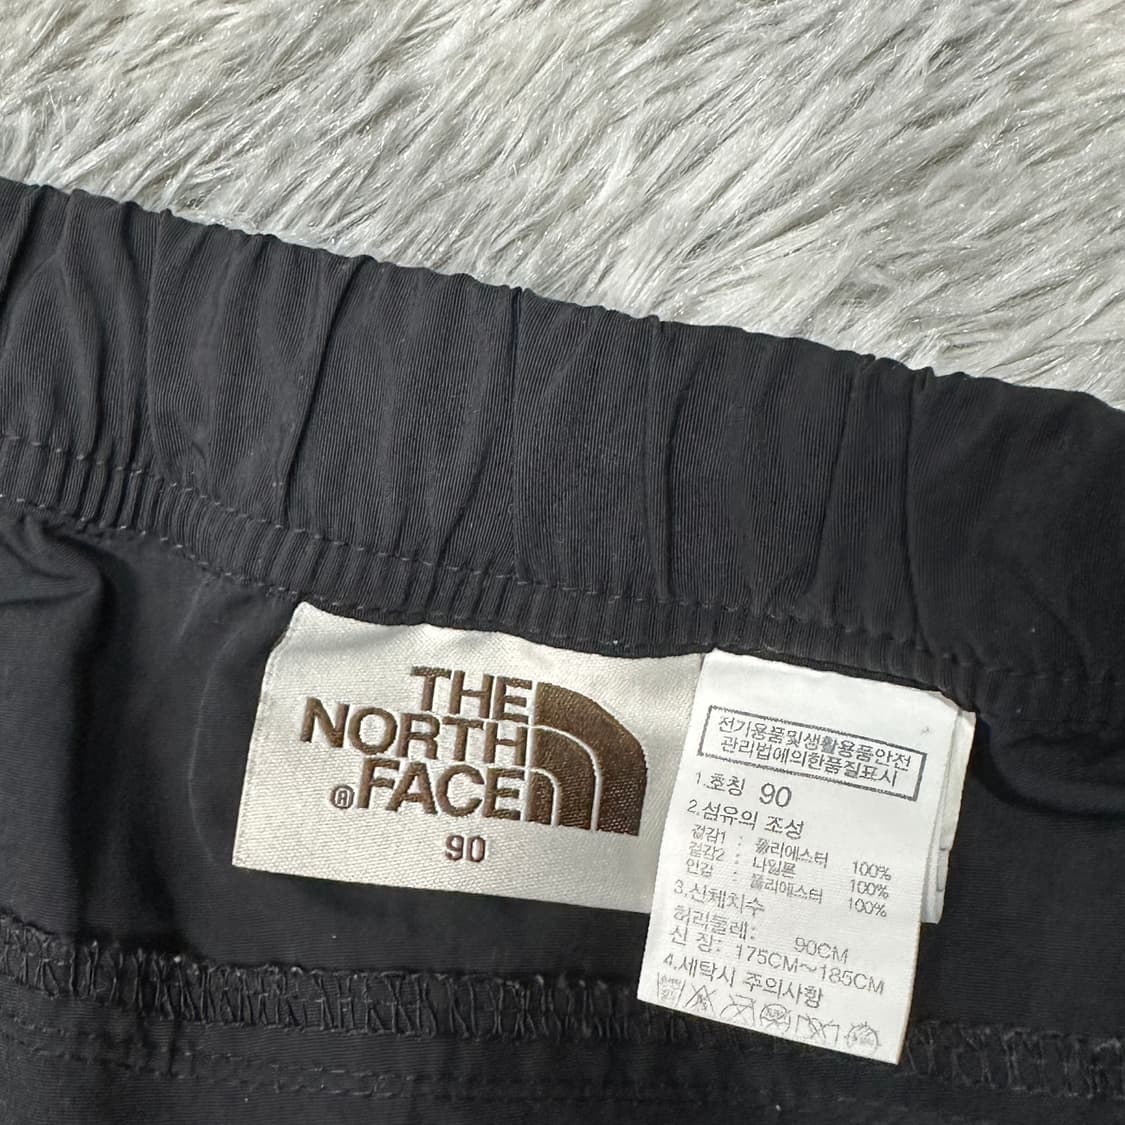 THE
NORTH
FACE
®
90
전기용품및생활용품안전
관리법에의한품질표시
1.호칭 90
2.섬유의 조성
겉감1 : 폴리에스터 100%
겉감2 : 나일론 100%
안감 : 폴리에스터 100%
3.신체치수
허리둘레: 90CM
신 장: 175CM~185CM
4.세탁시 주의사항